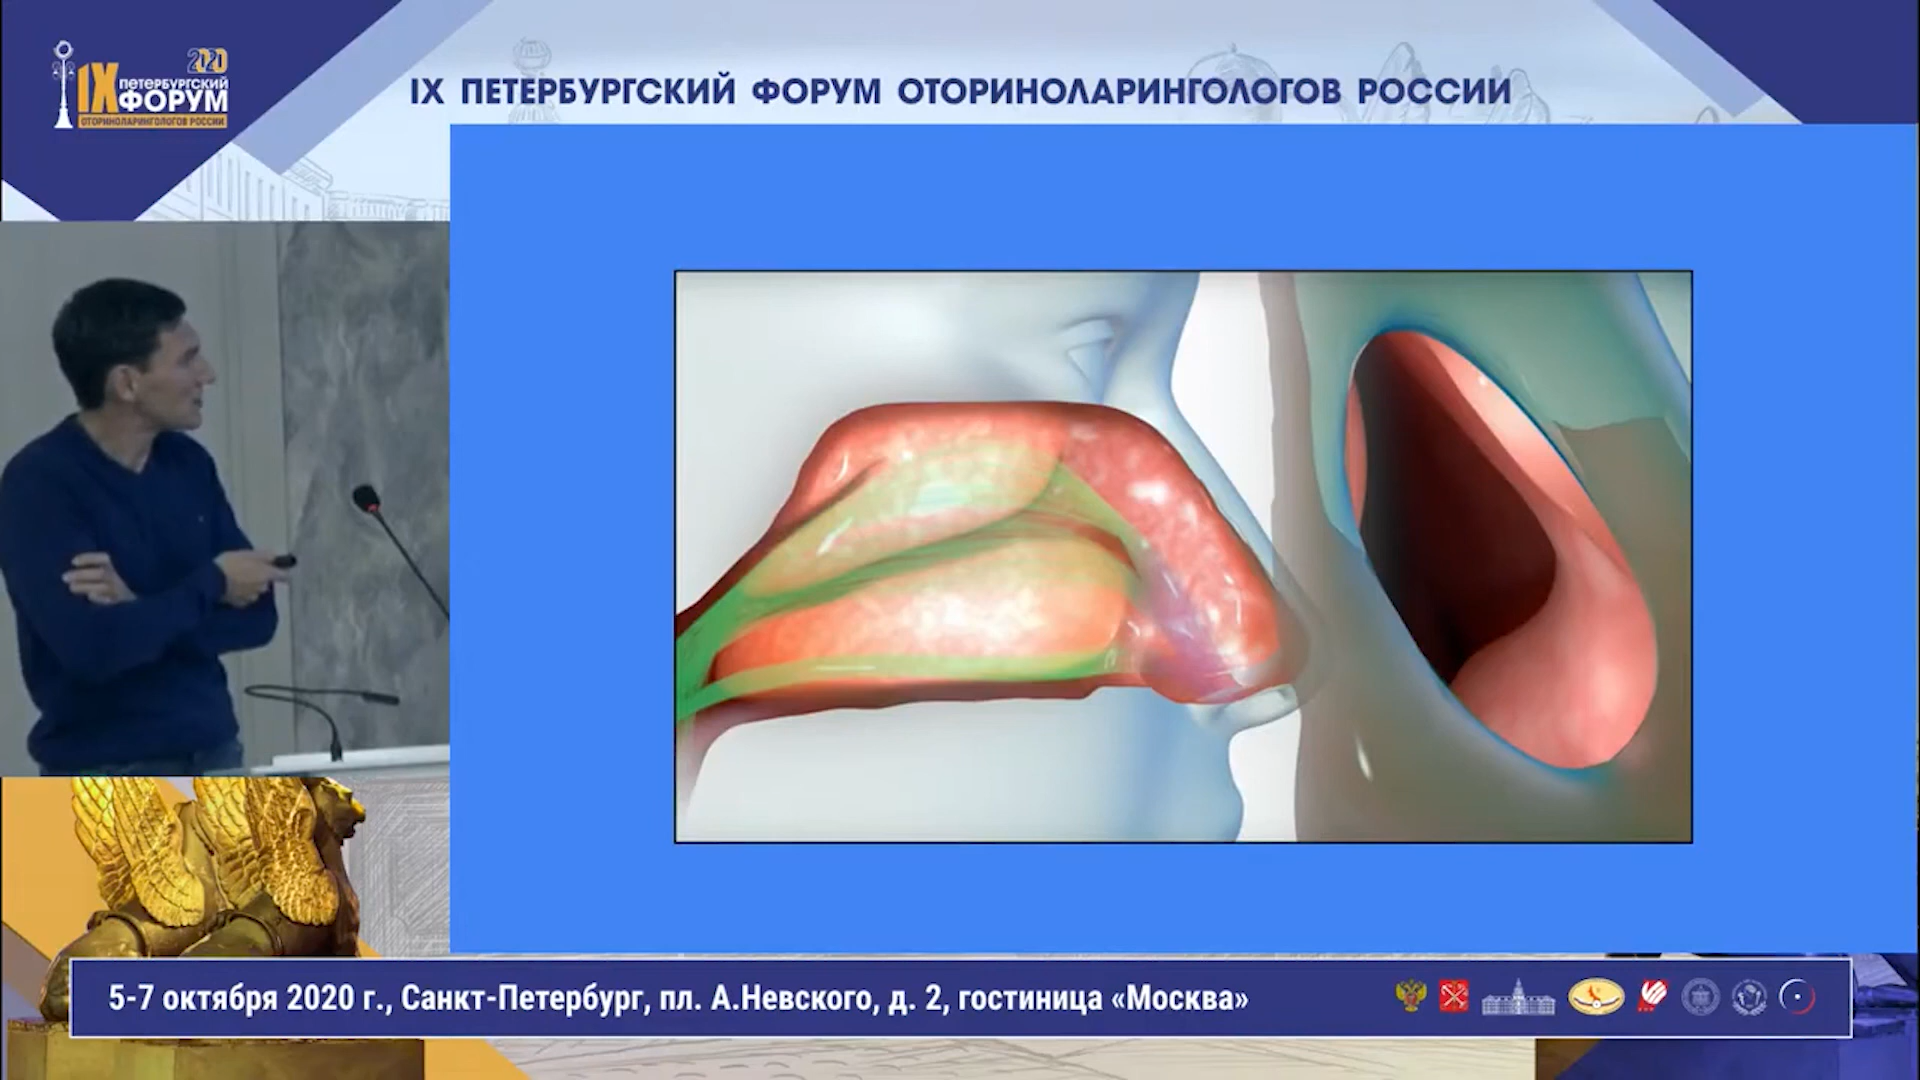 2020
IX ПЕТЕРБУРГСКИЙ
ФОРУМ
ОТОРИНОЛАРИНГОЛОГОВ РОССИИ
IX ПЕТЕРБУРГСКИЙ ФОРУМ ОТОРИНОЛАРИНГОЛОГОВ РОССИИ
5-7 октября 2020 г., Санкт-Петербург, пл. А.Невского, д. 2, гостиница «Москва»